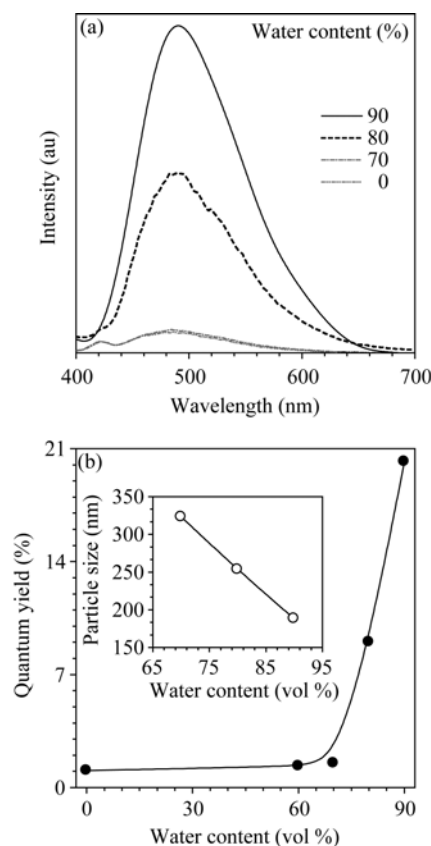 (a)
Water content (%)
90
80
70
0
Intensity (au)
400 500 600 700
Wavelength (nm)
(b)
21
14
7
0
Quantum yield (%)
350
300
250
200
150
Particle size (nm)
65 75 85 95
Water content (vol %)
0 30 60 90
Water content (vol %)